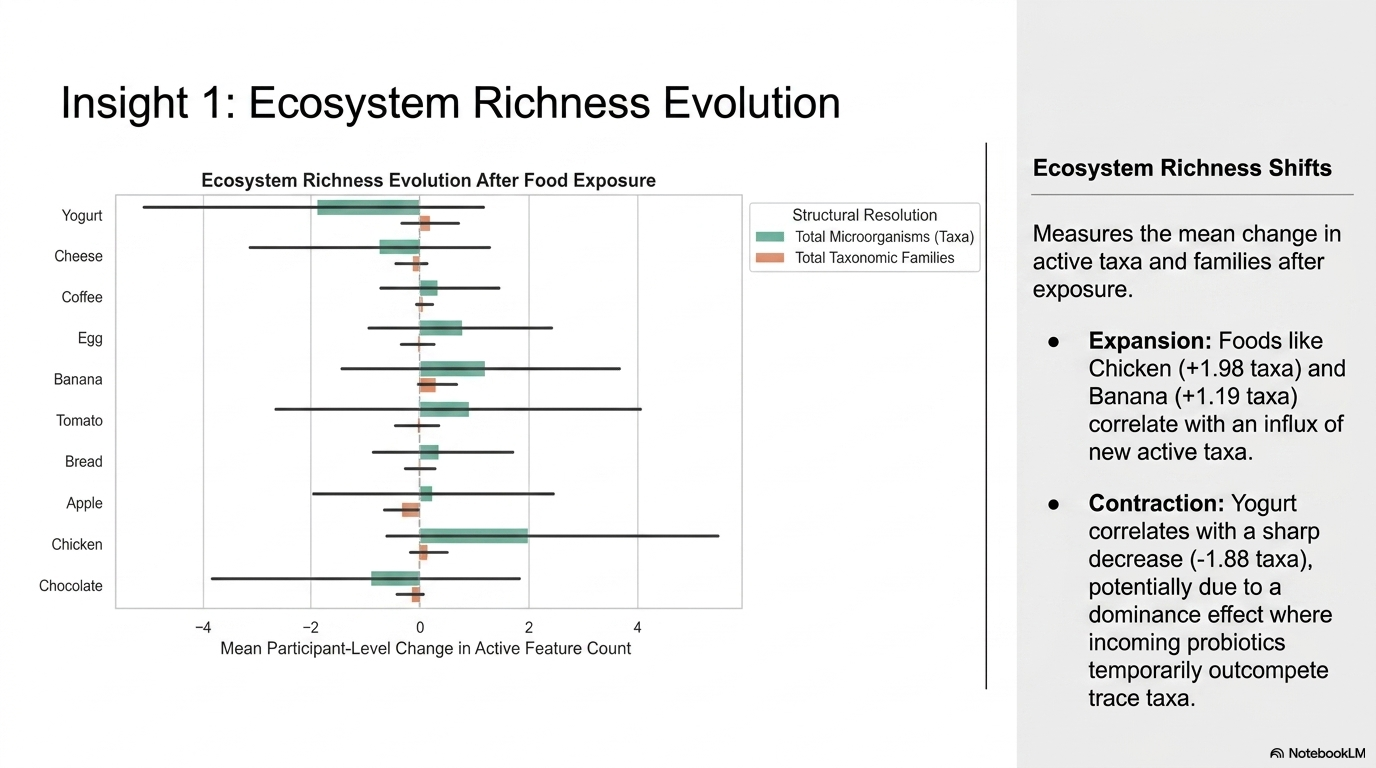 Insight 1: Ecosystem Richness Evolution
Ecosystem Richness Evolution After Food Exposure
Yogurt
Cheese
Coffee
Egg
Banana
Tomato
Bread
Apple
Chicken
Chocolate
−4 −2 0 2 4
Mean Participant-Level Change in Active Feature Count
Structural Resolution
Total Microorganisms (Taxa)
Total Taxonomic Families
Ecosystem Richness Shifts
Measures the mean change in
active taxa and families after
exposure.
● Expansion: Foods like
Chicken (+1.98 taxa) and
Banana (+1.19 taxa)
correlate with an influx of
new active taxa.
● Contraction: Yogurt
correlates with a sharp
decrease (-1.88 taxa),
potentially due to a
dominance effect where
incoming probiotics
temporarily outcompete
trace taxa.
NotebookLM